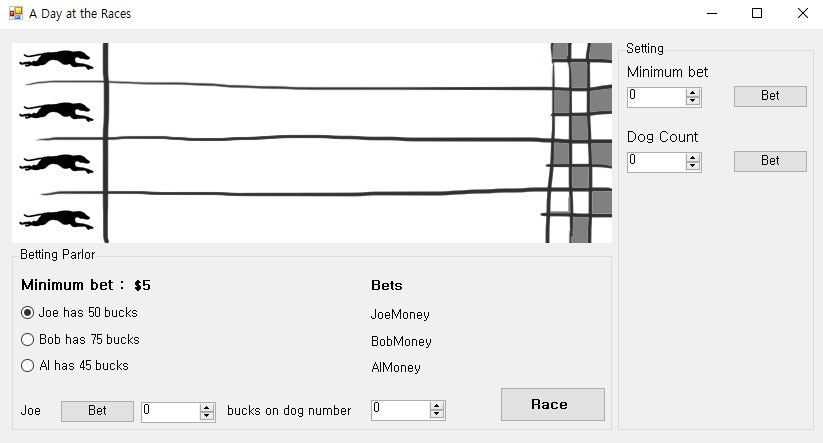 A Day at the Races
Setting
Minimum bet
0 Bet
Dog Count
0 Bet
Betting Parlor
Minimum bet : $5 Bets
Joe has 50 bucks JoeMoney
Bob has 75 bucks BobMoney
Al has 45 bucks AlMoney
Joe Bet 0 bucks on dog number 0 Race